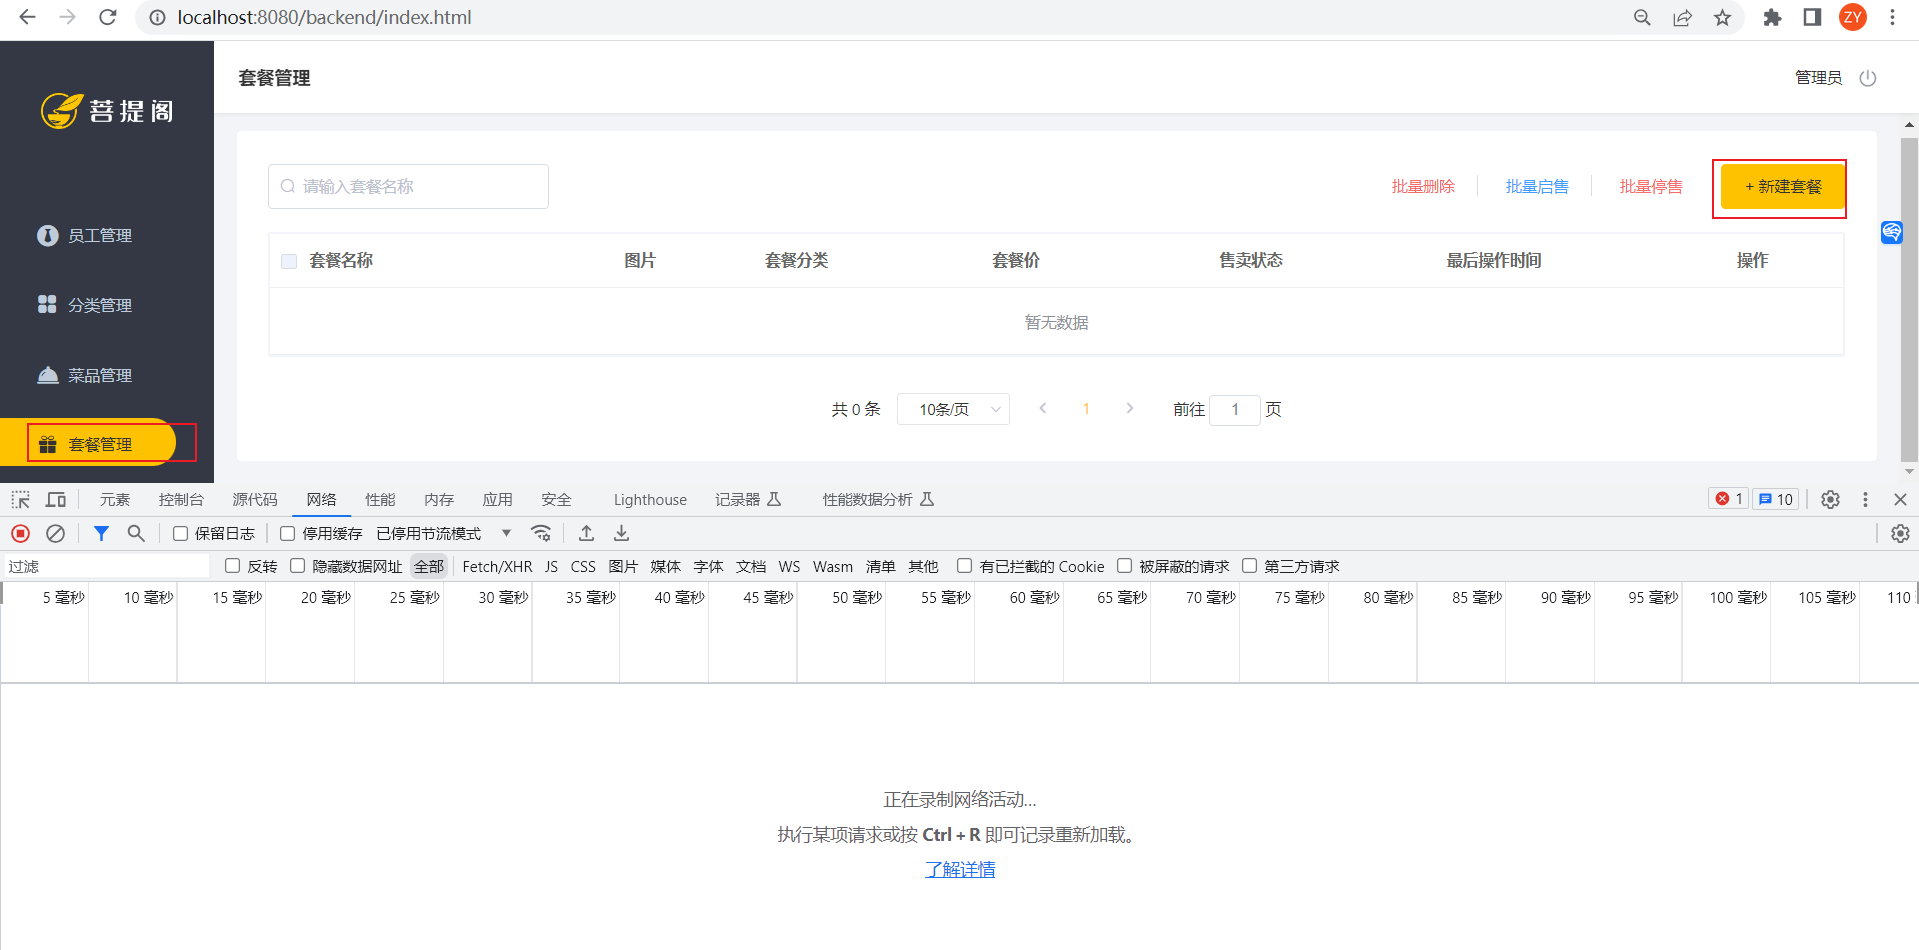 localhost:8080/backend/index.html
ZY
菩提阁
套餐管理
管理员
请输入套餐名称
批量删除
批量启售
批量停售
+ 新建套餐
员工管理
分类管理
菜品管理
套餐管理
套餐名称 图片 套餐分类 套餐价 售卖状态 最后操作时间 操作
暂无数据
共 0 条 10条/页 1 前往 1 页
元素 控制台 源代码 网络 性能 内存 应用 安全 Lighthouse 记录器 性能数据分析 1 10
保留日志 停用缓存 已停用节流模式
过滤 反转 隐藏数据网址 全部 Fetch/XHR JS CSS 图片 媒体 字体 文档 WS Wasm 清单 其他 有已拦截的 Cookie 被屏蔽的请求 第三方请求
5 毫秒 10 毫秒 15 毫秒 20 毫秒 25 毫秒 30 毫秒 35 毫秒 40 毫秒 45 毫秒 50 毫秒 55 毫秒 60 毫秒 65 毫秒 70 毫秒 75 毫秒 80 毫秒 85 毫秒 90 毫秒 95 毫秒 100 毫秒 105 毫秒 110
正在录制网络活动...
执行某项请求或按 Ctrl + R 即可记录重新加载。
了解详情